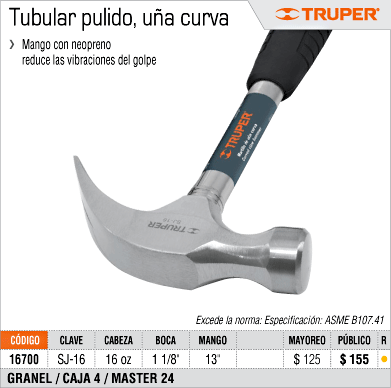 Tubular pulido, uña curva
TRUPER®
❯ Mango con neopreno
reduce las vibraciones del golpe
TRUPER
TRUPER
SJ-16
Excede la norma: Especificación: ASME B107.41
CÓDIGO CLAVE CABEZA BOCA MANGO MAYOREO PÚBLICO R
16700 SJ-16 16 oz 1 1/8' 13" $ 125 $ 155
GRANEL / CAJA 4 / MASTER 24